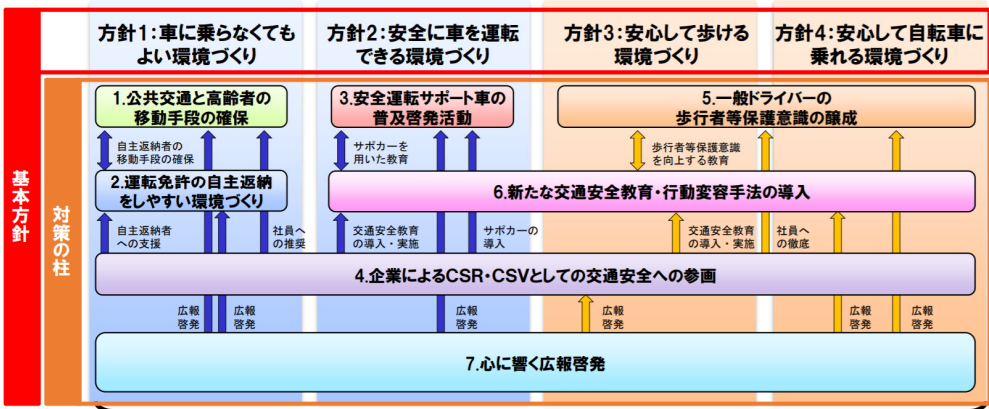 基本方針
方針1：車に乗らなくても
よい環境づくり
方針2：安全に車を運転
できる環境づくり
方針3：安心して歩ける
環境づくり
方針4：安心して自転車に
乗れる環境づくり
対策の柱
1.公共交通と高齢者の
移動手段の確保
3.安全運転サポート車の
普及啓発活動
5.一般ドライバーの
歩行者等保護意識の醸成
自主返納者の
移動手段の確保
サポカーを
用いた教育
歩行者等保護意識
を向上する教育
2.運転免許の自主返納
をしやすい環境づくり
6.新たな交通安全教育・行動変容手法の導入
自主返納者
への支援
社員へ
の推奨
交通安全教育
の導入・実施
サポカーの
導入
交通安全教育
の導入・実施
社員へ
の徹底
4.企業によるCSR・CSVとしての交通安全への参画
広報
啓発
広報
啓発
広報
啓発
広報
啓発
広報
啓発
広報
啓発
7.心に響く広報啓発